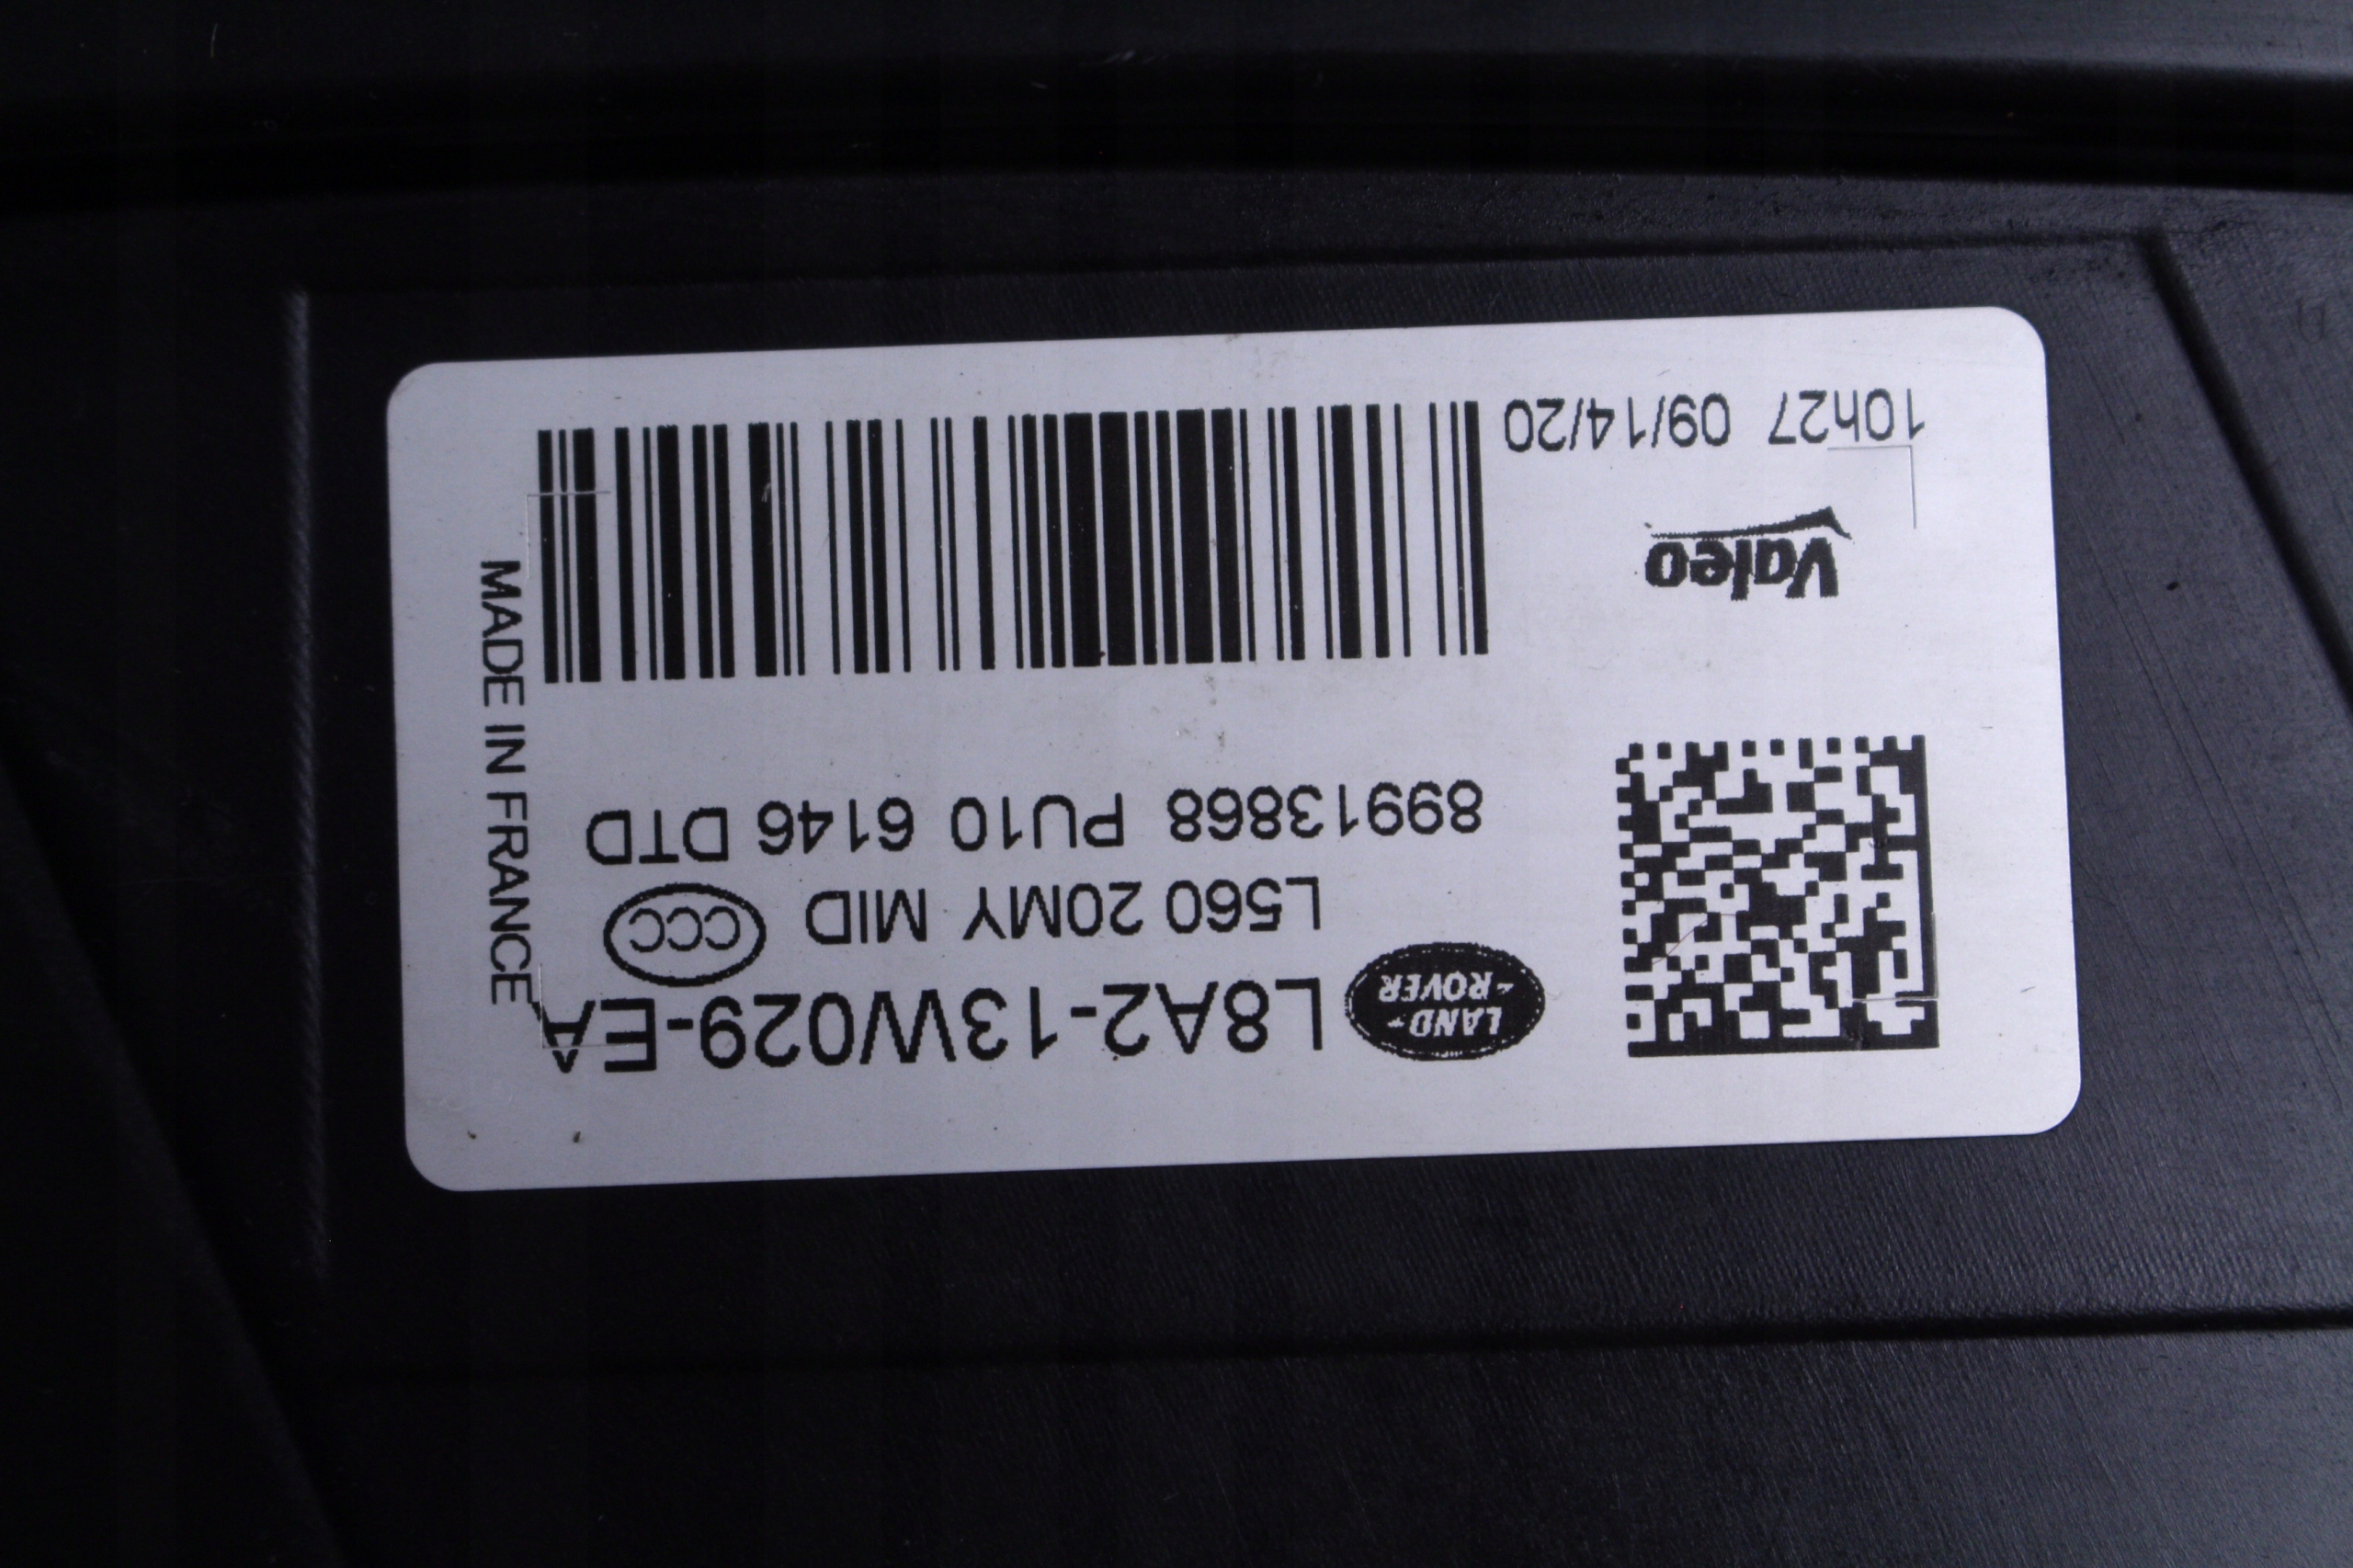 LAND-
-ROVER
L8A2-13W029-EA
L560 20MY MID
CCC
89913868 PU10 6146 DTD
MADE IN FRANCE
Valeo
10h27 09/14/20